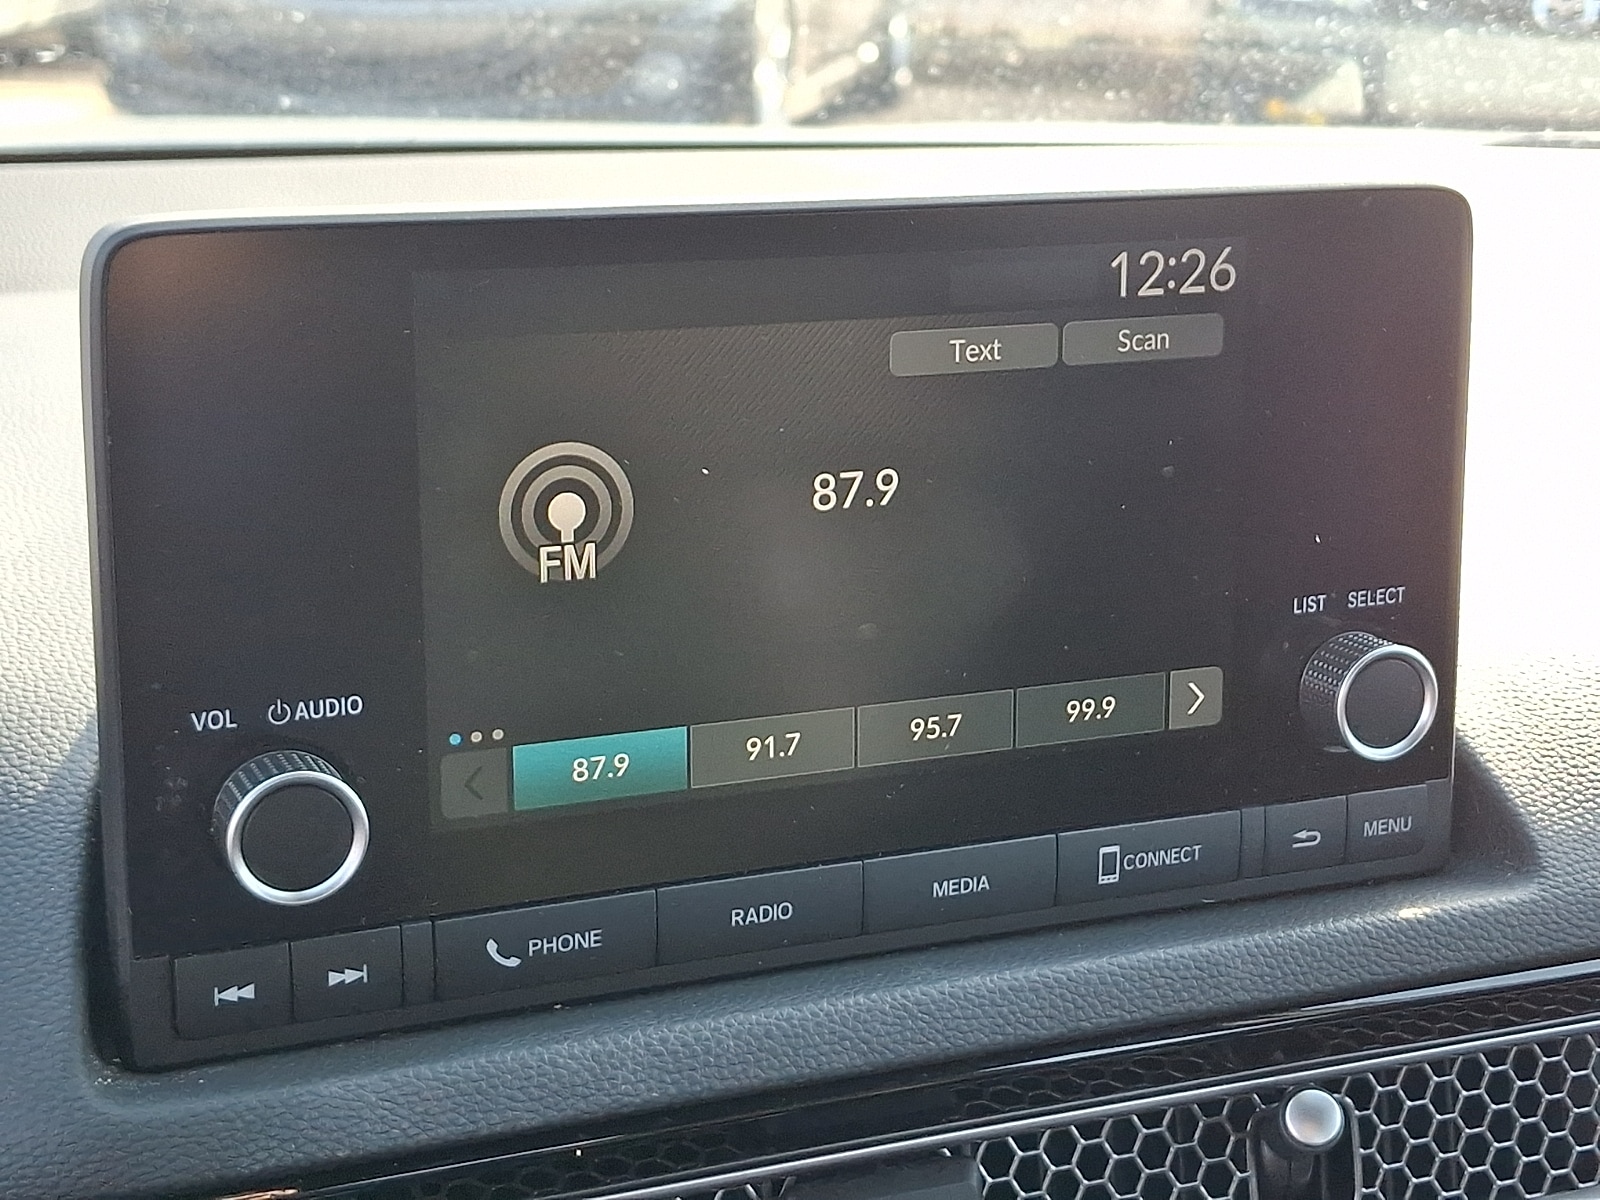 12:26
Text Scan
87.9
FM
LIST SELECT
VOL AUDIO
87.9 91.7 95.7 99.9
PHONE RADIO MEDIA CONNECT MENU